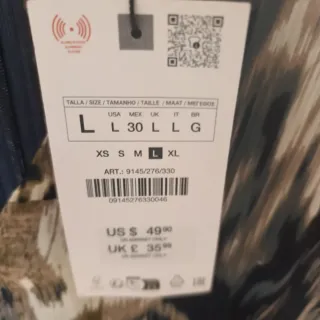 TALLA / SIZE / TAMANHO / TAILLE / MAAT /
USA MEX UK IT BR
L L 30 L L G
XS S M L XL
ART.: 9145/276/330
09145276330046
US $ 49.90
UK £ 35.99